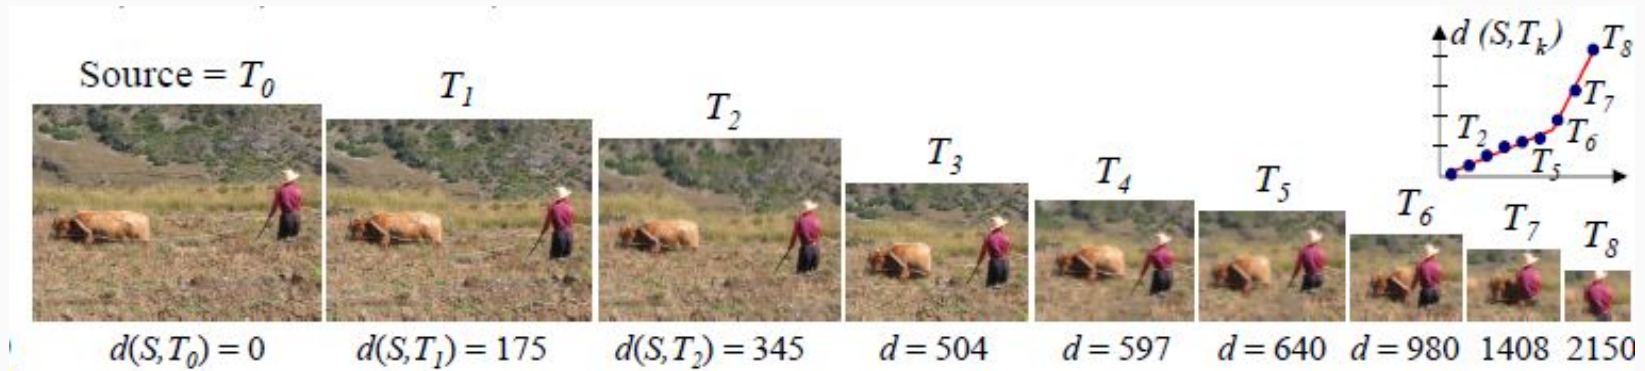 Source = T0
T1
T2
T3
T4
T5
T6
T7
T8
d(S,T0) = 0
d(S,T1) = 175
d(S,T2) = 345
d = 504
d = 597
d = 640
d = 980
1408
2150
d (S,Tk)
T8
T7
T6
T5
T2